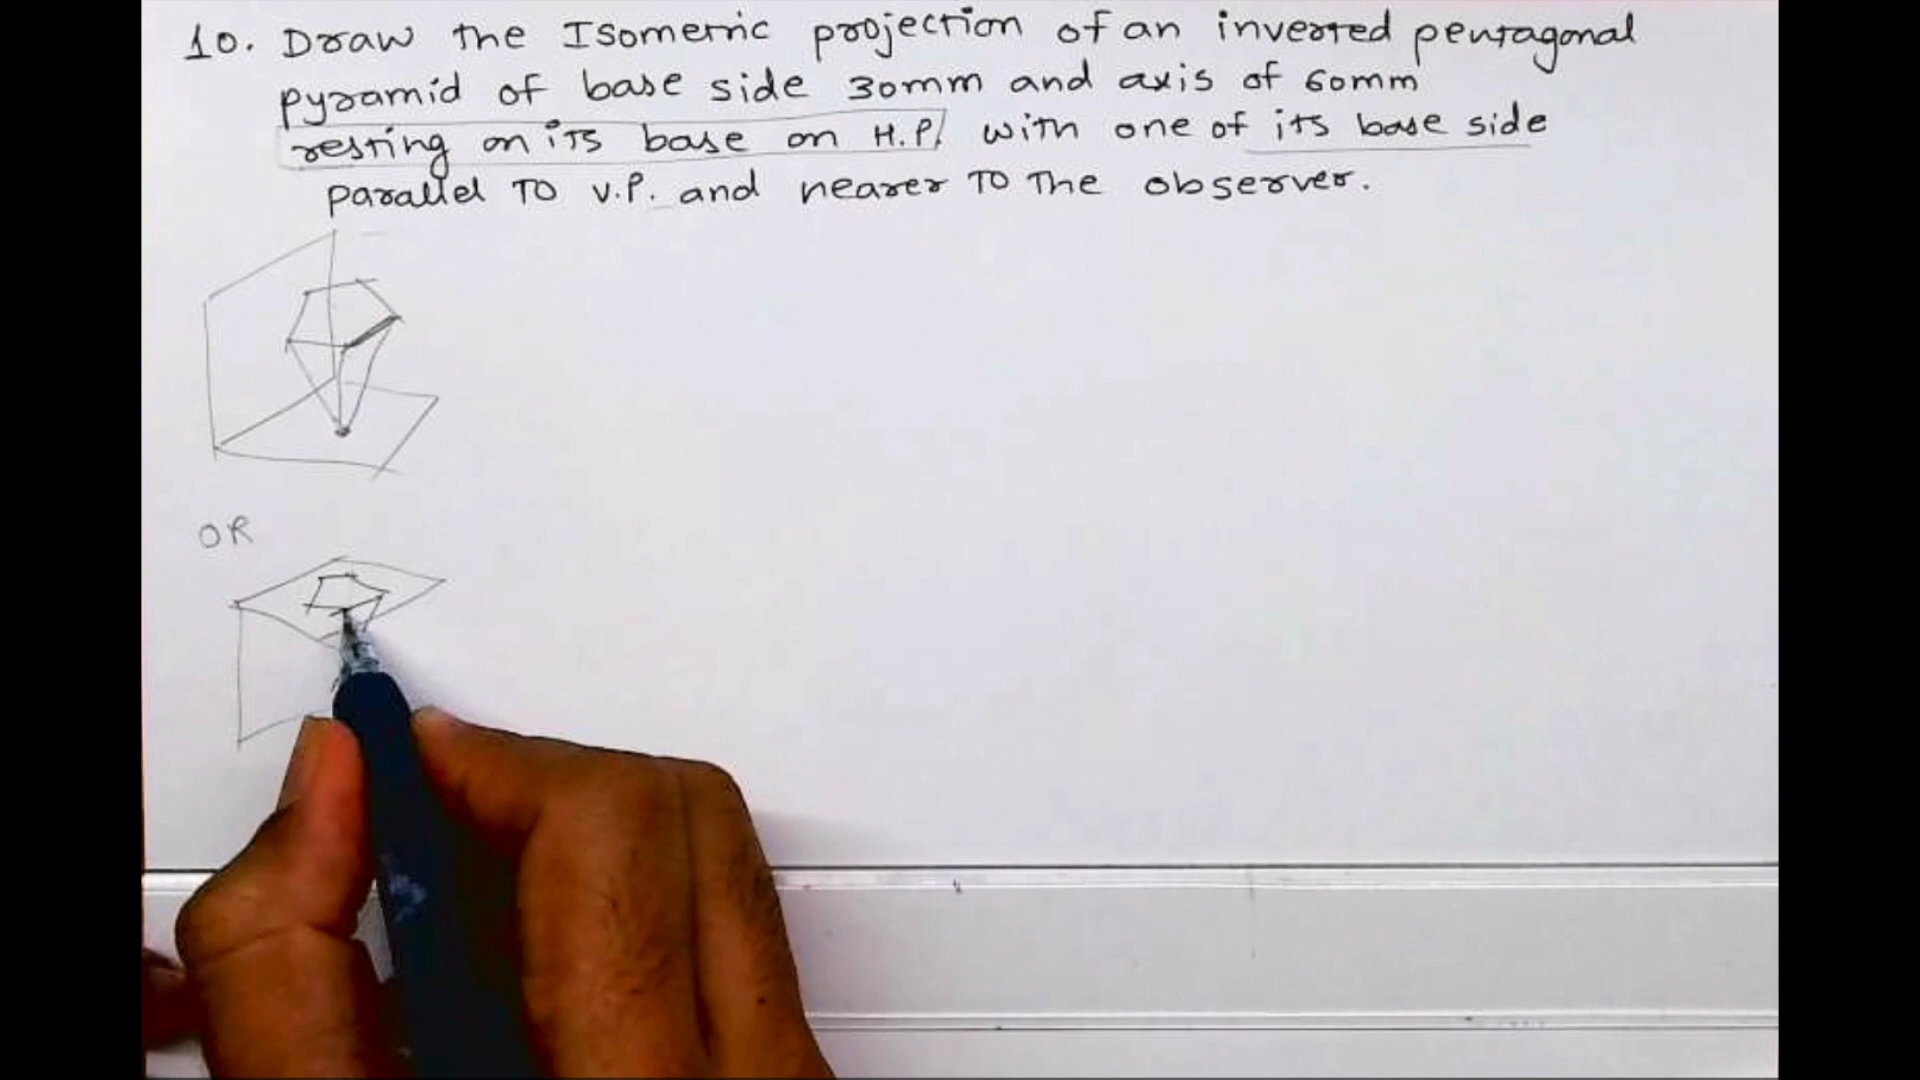 10. Draw the Isometric projection of an inverted pentagonal
pyramid of base side 30mm and axis of 60mm
resting on its base on H.P. with one of its base side
parallel To V.P. and nearer To The observer.
OR